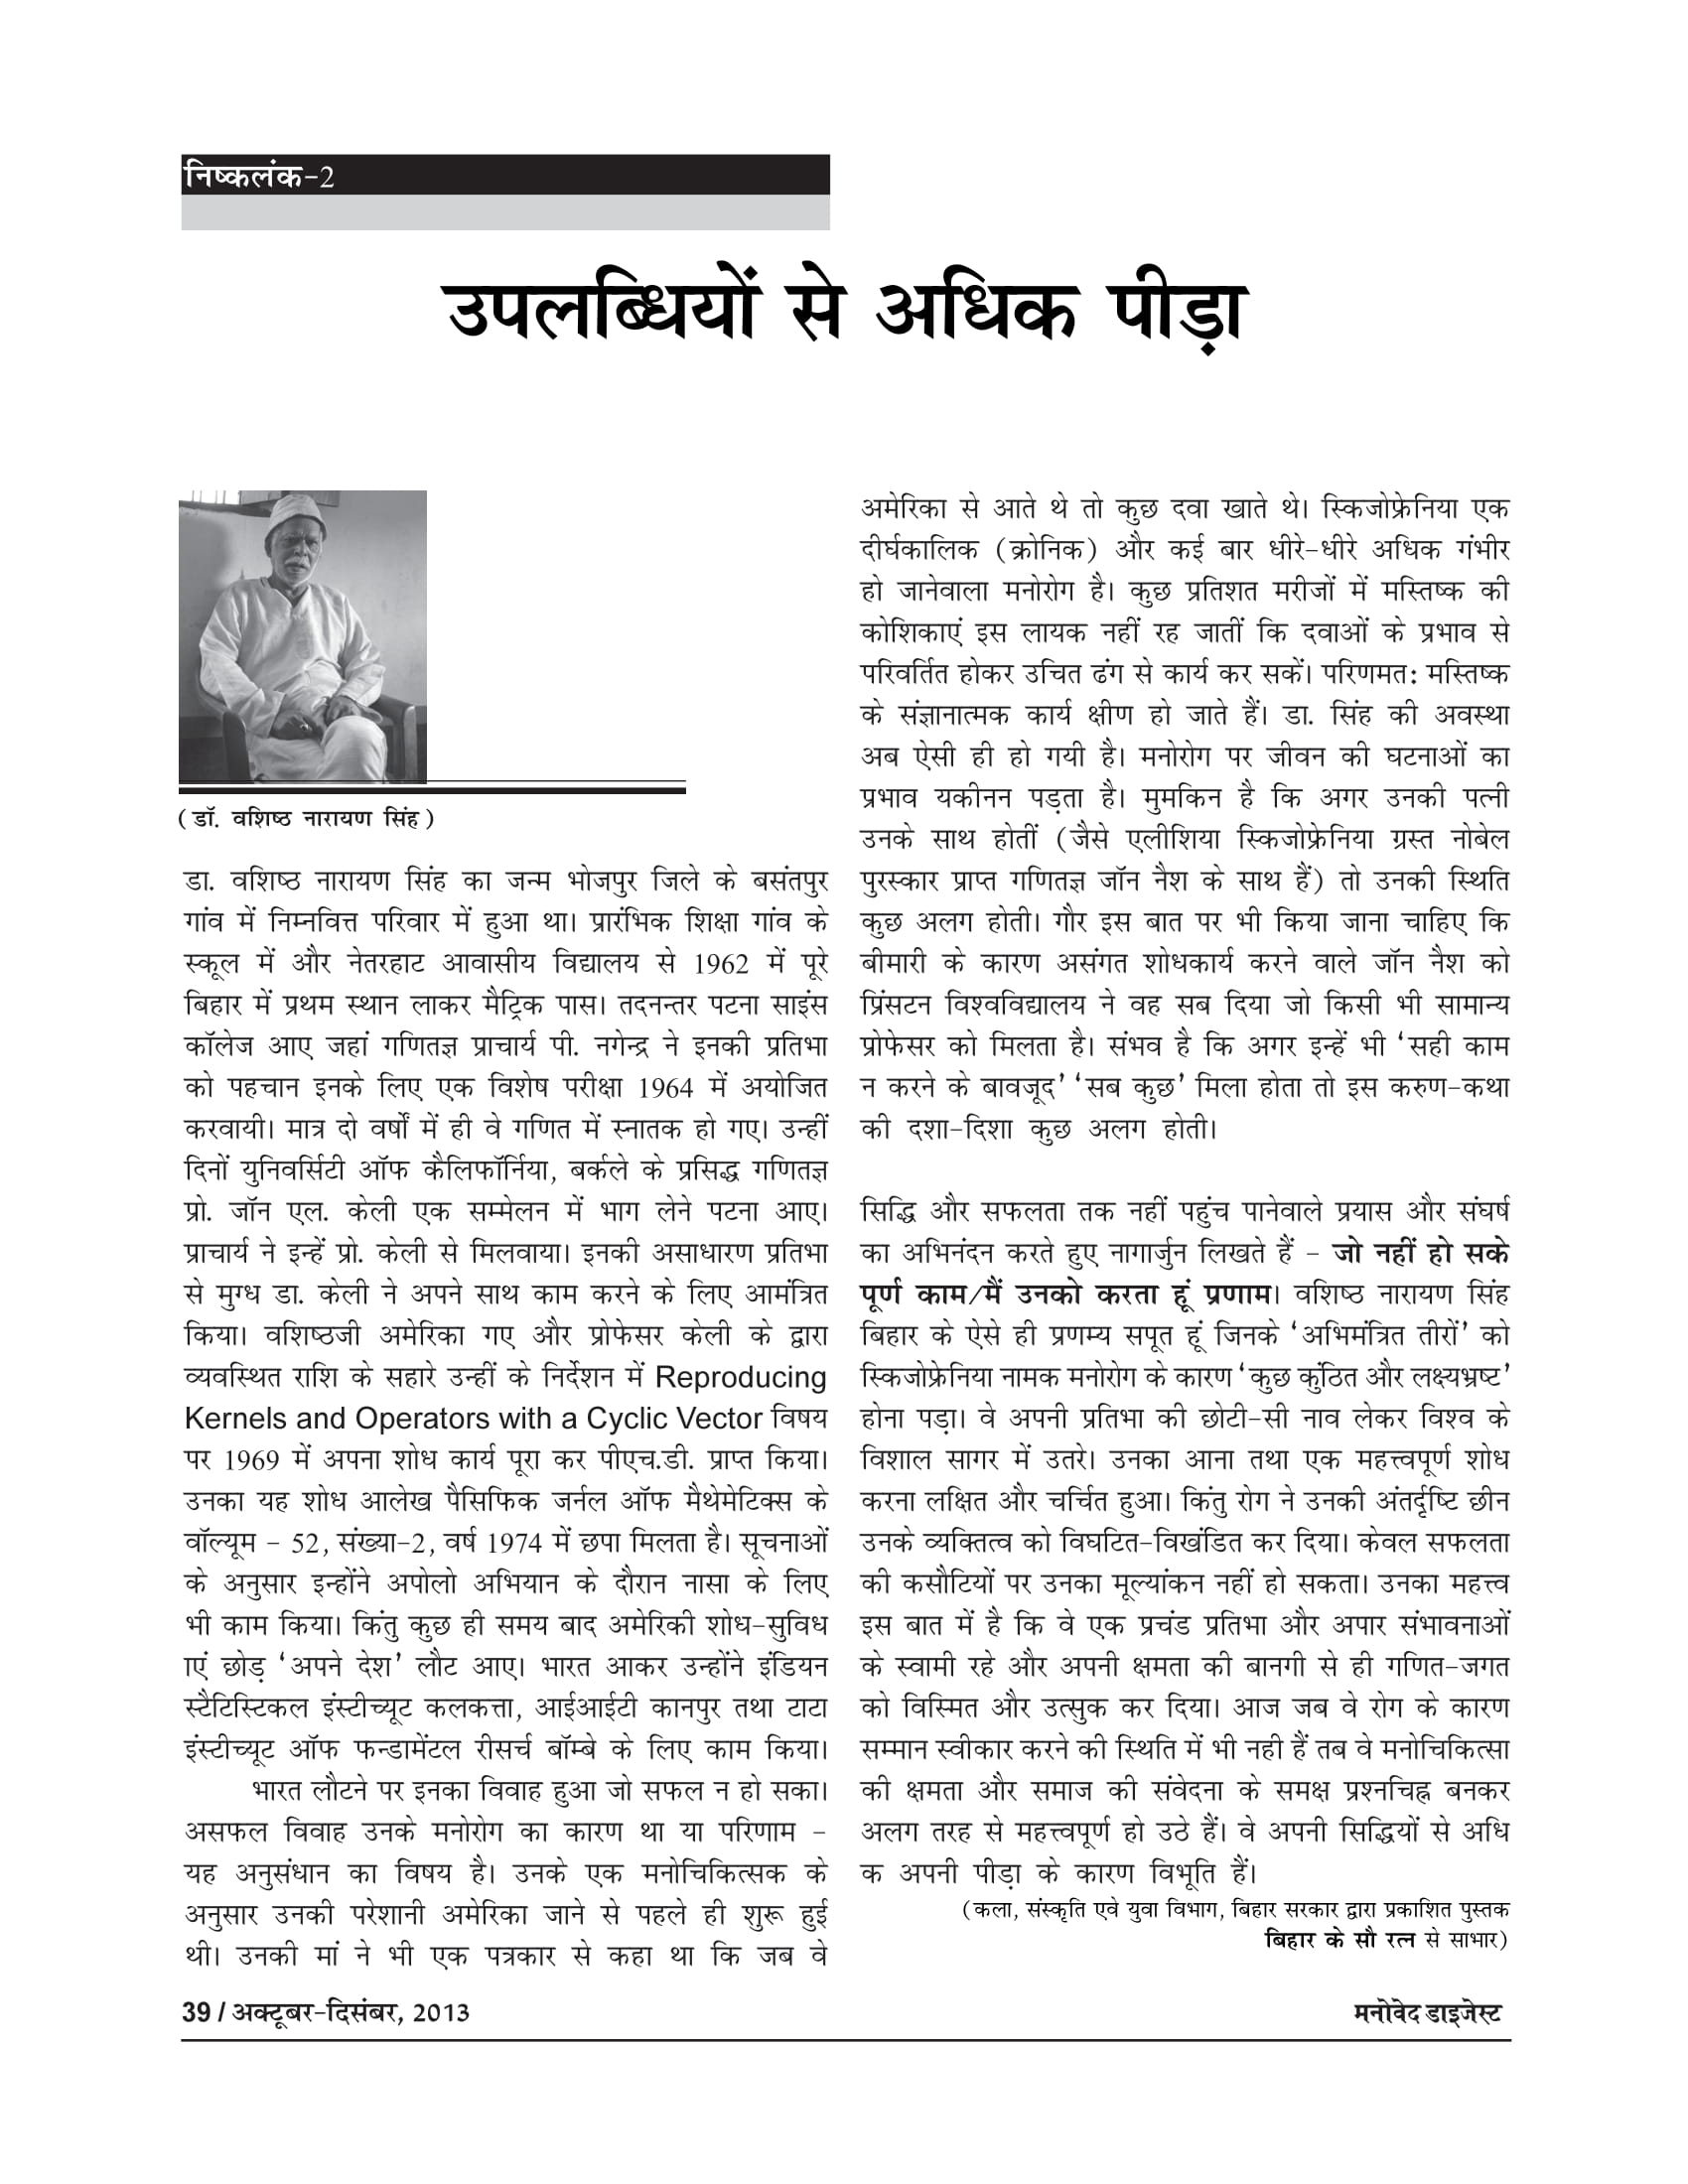 निष्कलंक-2
उपलब्धियों से अधिक पीड़ा
(डॉ. वशिष्ठ नारायण सिंह)
डा. वशिष्ठ नारायण सिंह का जन्म भोजपुर जिले के बसंतपुर
गांव में निम्नवित्त परिवार में हुआ था। प्रारंभिक शिक्षा गांव के
स्कूल में और नेतरहाट आवासीय विद्यालय से 1962 में पूरे
बिहार में प्रथम स्थान लाकर मैट्रिक पास। तदनन्तर पटना साइंस
कॉलेज आए जहां गणितज्ञ प्राचार्य पी. नगेन्द्र ने इनकी प्रतिभा
को पहचान इनके लिए एक विशेष परीक्षा 1964 में अयोजित
करवायी। मात्र दो वर्षों में ही वे गणित में स्नातक हो गए। उन्हीं
दिनों युनिवर्सिटी ऑफ कैलिफॉर्निया, बर्कले के प्रसिद्ध गणितज्ञ
प्रो. जॉन एल. केली एक सम्मेलन में भाग लेने पटना आए।
प्राचार्य ने इन्हें प्रो. केली से मिलवाया। इनकी असाधारण प्रतिभा
से मुग्ध डा. केली ने अपने साथ काम करने के लिए आमंत्रित
किया। वशिष्ठजी अमेरिका गए और प्रोफेसर केली के द्वारा
व्यवस्थित राशि के सहारे उन्हीं के निर्देशन में Reproducing
Kernels and Operators with a Cyclic Vector विषय
पर 1969 में अपना शोध कार्य पूरा कर पीएच.डी. प्राप्त किया।
उनका यह शोध आलेख पैसिफिक जर्नल ऑफ मैथेमेटिक्स के
वॉल्यूम - 52, संख्या-2, वर्ष 1974 में छपा मिलता है। सूचनाओं
के अनुसार इन्होंने अपोलो अभियान के दौरान नासा के लिए
भी काम किया। किंतु कुछ ही समय बाद अमेरिकी शोध-सुविध
ाएं छोड़ ‘अपने देश’ लौट आए। भारत आकर उन्होंने इंडियन
स्टैटिस्टिकल इंस्टीच्यूट कलकत्ता, आईआईटी कानपुर तथा टाटा
इंस्टीच्यूट ऑफ फन्डामेंटल रीसर्च बॉम्बे के लिए काम किया।
भारत लौटने पर इनका विवाह हुआ जो सफल न हो सका।
असफल विवाह उनके मनोरोग का कारण था या परिणाम -
यह अनुसंधान का विषय है। उनके एक मनोचिकित्सक के
अनुसार उनकी परेशानी अमेरिका जाने से पहले ही शुरू हुई
थी। उनकी मां ने भी एक पत्रकार से कहा था कि जब वे
अमेरिका से आते थे तो कुछ दवा खाते थे। स्किजोफ्रेनिया एक
दीर्घकालिक (क्रोनिक) और कई बार धीरे-धीरे अधिक गंभीर
हो जानेवाला मनोरोग है। कुछ प्रतिशत मरीजों में मस्तिष्क की
कोशिकाएं इस लायक नहीं रह जातीं कि दवाओं के प्रभाव से
परिवर्तित होकर उचित ढंग से कार्य कर सकें। परिणमत: मस्तिष्क
के संज्ञानात्मक कार्य क्षीण हो जाते हैं। डा. सिंह की अवस्था
अब ऐसी ही हो गयी है। मनोरोग पर जीवन की घटनाओं का
प्रभाव यकीनन पड़ता है। मुमकिन है कि अगर उनकी पत्नी
उनके साथ होतीं (जैसे एलीशिया स्किजोफ्रेनिया ग्रस्त नोबेल
पुरस्कार प्राप्त गणितज्ञ जॉन नैश के साथ हैं) तो उनकी स्थिति
कुछ अलग होती। गौर इस बात पर भी किया जाना चाहिए कि
बीमारी के कारण असंगत शोधकार्य करने वाले जॉन नैश को
प्रिंसटन विश्वविद्यालय ने वह सब दिया जो किसी भी सामान्य
प्रोफेसर को मिलता है। संभव है कि अगर इन्हें भी ‘सही काम
न करने के बावजूद’ ‘सब कुछ’ मिला होता तो इस करुण-कथा
की दशा-दिशा कुछ अलग होती।
सिद्धि और सफलता तक नहीं पहुंच पानेवाले प्रयास और संघर्ष
का अभिनंदन करते हुए नागार्जुन लिखते हैं - जो नहीं हो सके
पूर्ण काम/मैं उनको करता हूं प्रणाम। वशिष्ठ नारायण सिंह
बिहार के ऐसे ही प्रणम्य सपूत हूं जिनके ‘अभिमंत्रित तीरों’ को
स्किजोफ्रेनिया नामक मनोरोग के कारण ‘कुछ कुंठित और लक्ष्यभ्रष्ट’
होना पड़ा। वे अपनी प्रतिभा की छोटी-सी नाव लेकर विश्व के
विशाल सागर में उतरे। उनका आना तथा एक महत्त्वपूर्ण शोध
करना लक्षित और चर्चित हुआ। किंतु रोग ने उनकी अंतर्दृष्टि छीन
उनके व्यक्तित्व को विघटित-विखंडित कर दिया। केवल सफलता
की कसौटियों पर उनका मूल्यांकन नहीं हो सकता। उनका महत्त्व
इस बात में है कि वे एक प्रचंड प्रतिभा और अपार संभावनाओं
के स्वामी रहे और अपनी क्षमता की बानगी से ही गणित-जगत
को विस्मित और उत्सुक कर दिया। आज जब वे रोग के कारण
सम्मान स्वीकार करने की स्थिति में भी नही हैं तब वे मनोचिकित्सा
की क्षमता और समाज की संवेदना के समक्ष प्रश्नचिह्न बनकर
अलग तरह से महत्त्वपूर्ण हो उठे हैं। वे अपनी सिद्धियों से अधि
क अपनी पीड़ा के कारण विभूति हैं।
(कला, संस्कृति एवे युवा विभाग, बिहार सरकार द्वारा प्रकाशित पुस्तक
बिहार के सौ रत्न से साभार)
39 / अक्टूबर-दिसंबर, 2013
मनोवेद डाइजेस्ट